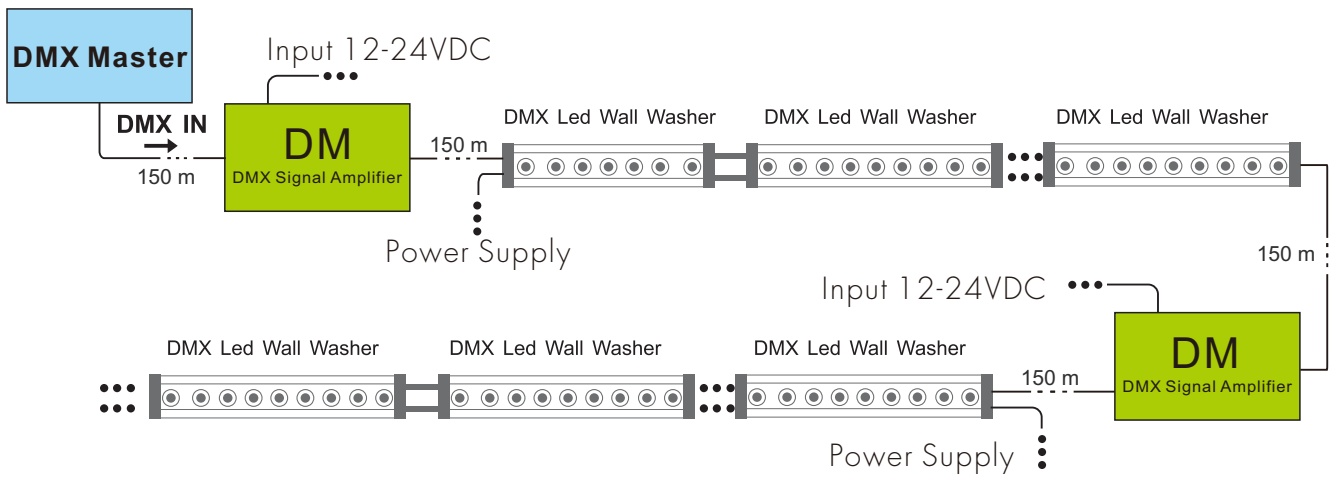 DMX Master
Input 12-24VDC
DMX IN
150 m
DM
DMX Signal Amplifier
150 m
Power Supply
DMX Led Wall Washer
DMX Led Wall Washer
DMX Led Wall Washer
150 m
Input 12-24VDC
DM
DMX Signal Amplifier
150 m
Power Supply
DMX Led Wall Washer
DMX Led Wall Washer
DMX Led Wall Washer